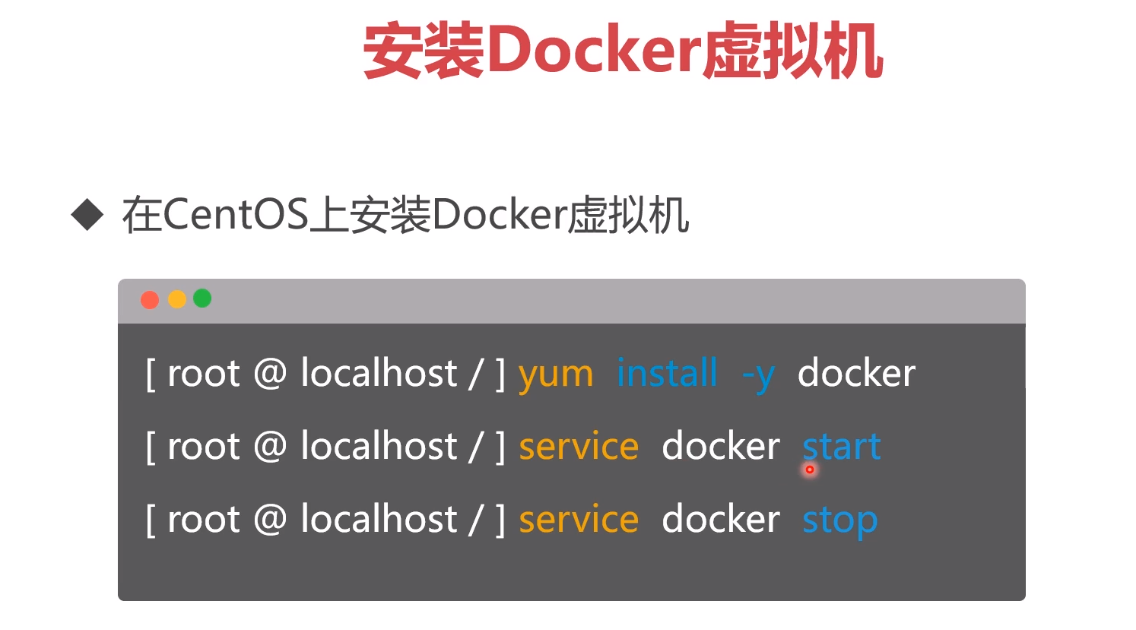 安装Docker虚拟机
◆ 在CentOS上安装Docker虚拟机
[ root @ localhost / ] yum install -y docker
[ root @ localhost / ] service docker start
[ root @ localhost / ] service docker stop